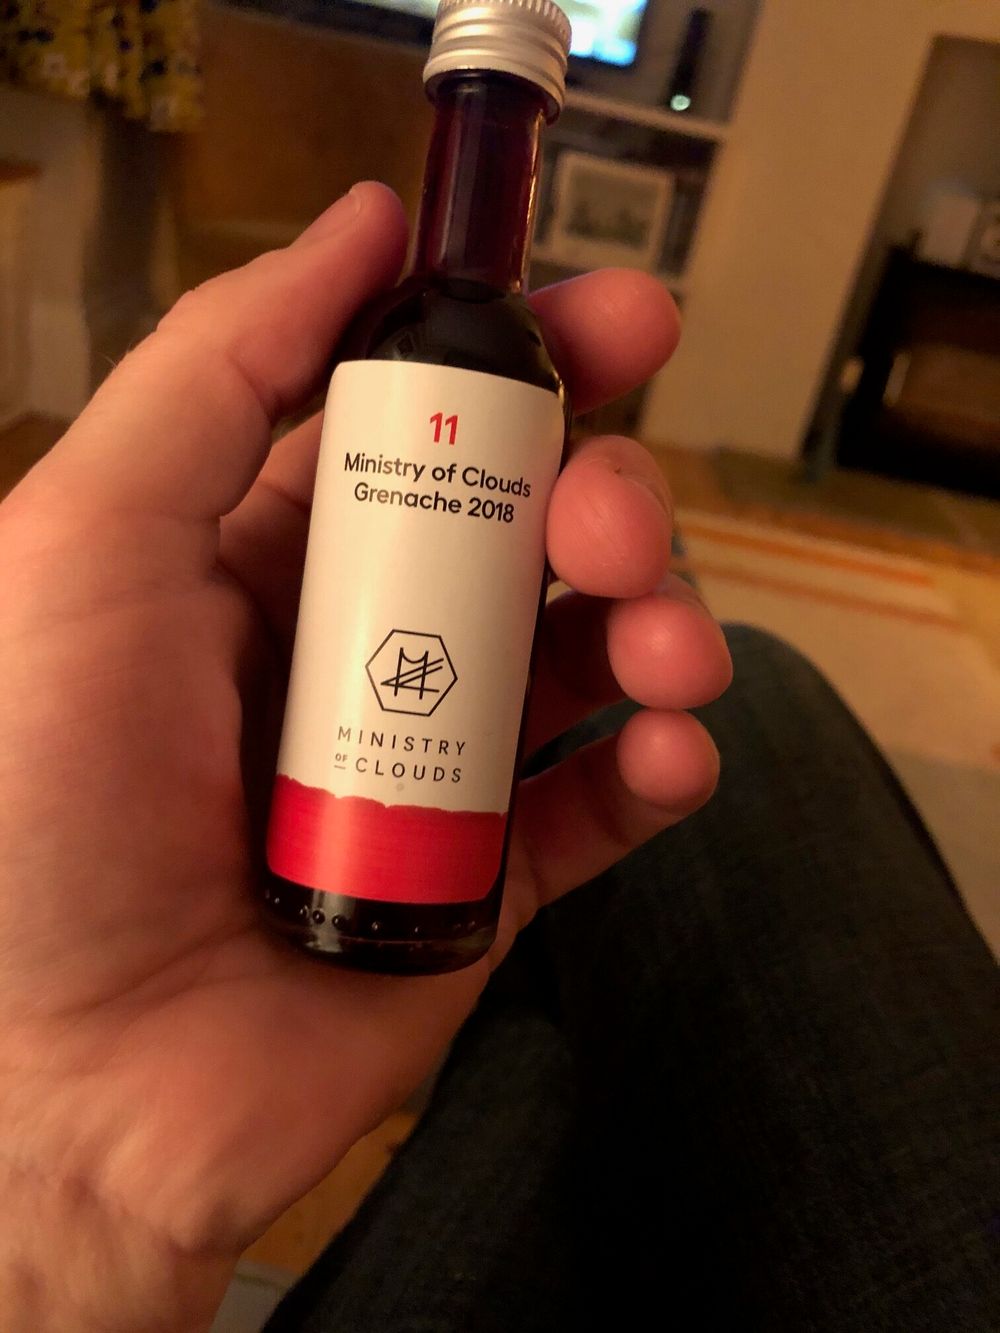 11
Ministry of Clouds
Grenache 2018
MINISTRY
OF CLOUDS